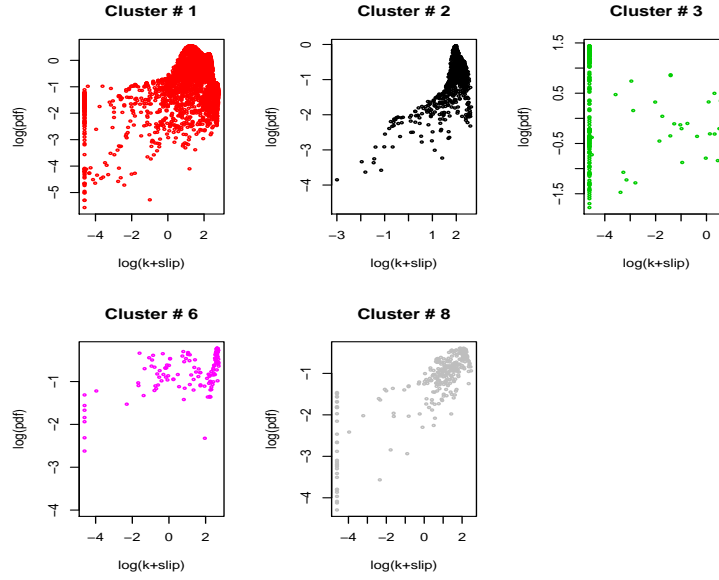 Cluster # 1
log(pdf)
0
−1
−2
−3
−4
−5
−4 −2 0 2
log(k+slip)
Cluster # 2
log(pdf)
0
−1
−2
−3
−4
−3 −2 −1 1 2
log(k+slip)
Cluster # 3
log(pdf)
1.5
0.5
−0.5
−1.5
−4 −2 0
log(k+slip)
Cluster # 6
log(pdf)
−1
−2
−3
−4
−4 −2 0 2
log(k+slip)
Cluster # 8
log(pdf)
−1
−2
−3
−4
−4 −2 0 2
log(k+slip)